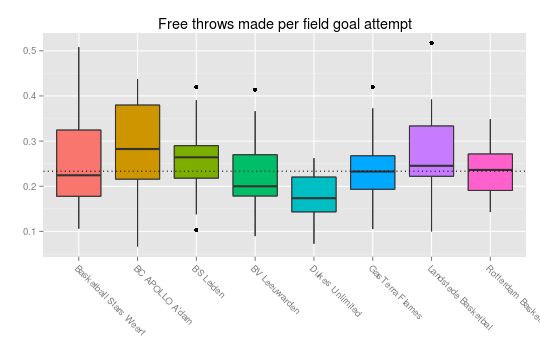 Free throws made per field goal attempt
0.5
0.4
0.3
0.2
0.1
Basketball Stars Weert
BC APOLLO A'dam
BS Leiden
BV Leeuwarden
Dukes Unlimited
GasTerra Flames
Landstede Basketbal
Rotterdam Baske